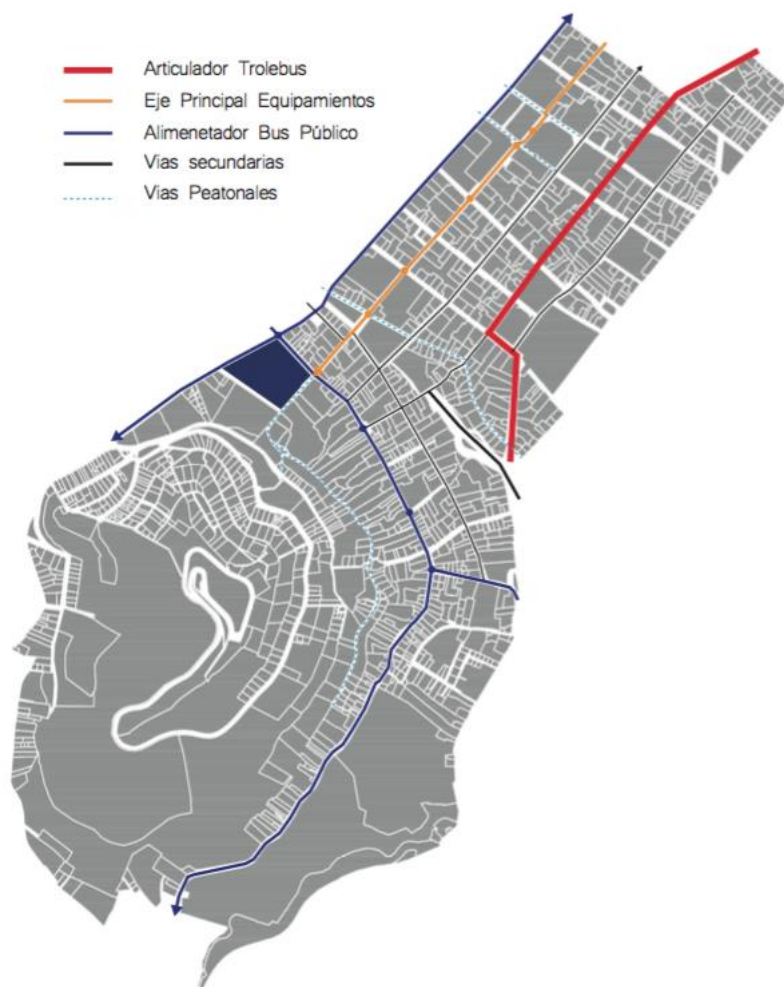 Articulador Trolebus
Eje Principal Equipamientos
Alimenetador Bus Público
Vias secundarias
Vias Peatonales